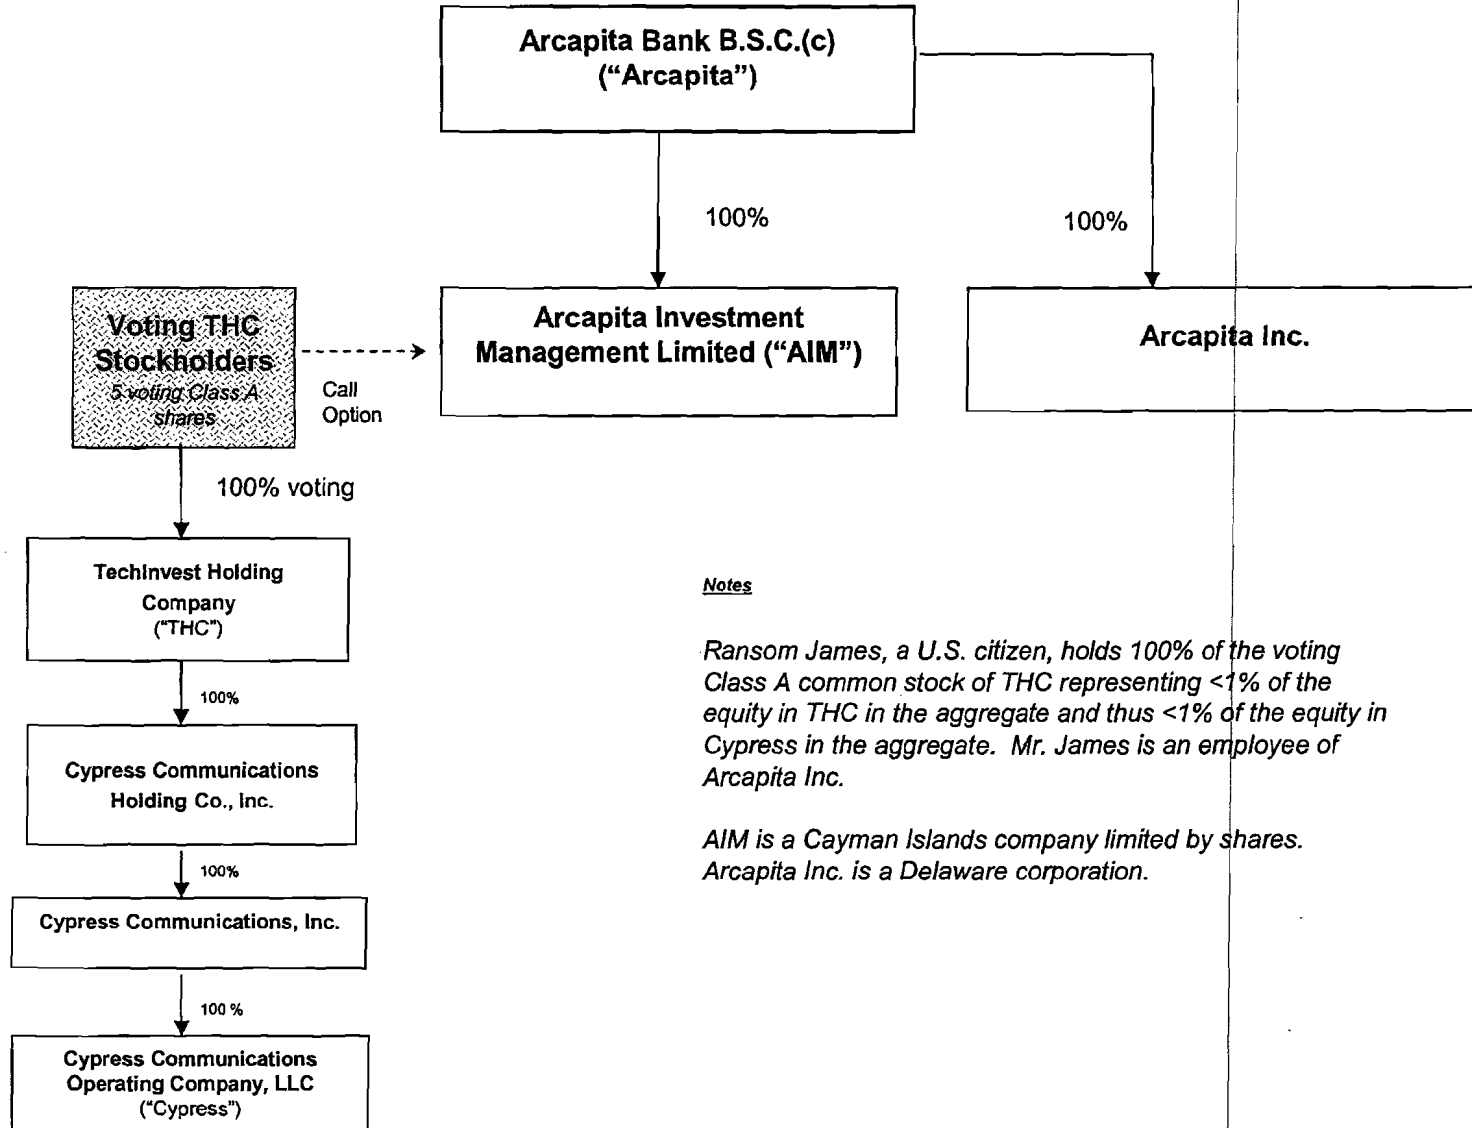 Arcapita Bank B.S.C.(c)
("Arcapita")
100%
100%
Voting THC
Stockholders
5 voting Class A
shares
Call
Option
Arcapita Investment
Management Limited ("AIM")
Arcapita Inc.
100% voting
TechInvest Holding
Company
("THC")
100%
Cypress Communications
Holding Co., Inc.
100%
Cypress Communications, Inc.
100 %
Cypress Communications
Operating Company, LLC
("Cypress")
Notes
Ransom James, a U.S. citizen, holds 100% of the voting
Class A common stock of THC representing <1% of the
equity in THC in the aggregate and thus <1% of the equity in
Cypress in the aggregate.  Mr. James is an employee of
Arcapita Inc.
AIM is a Cayman Islands company limited by shares.
Arcapita Inc. is a Delaware corporation.